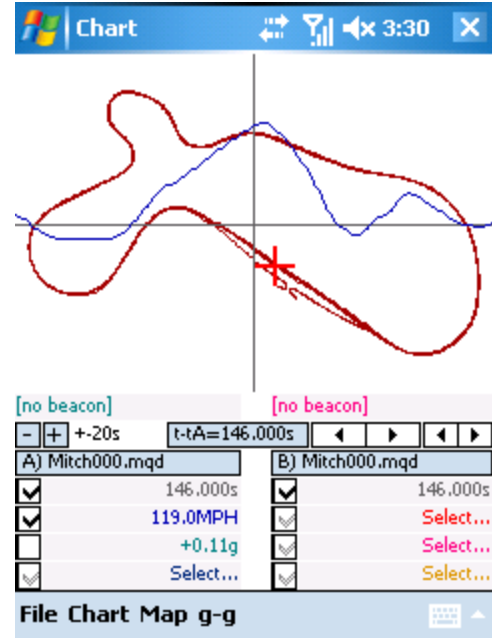 Chart 3:30
[no beacon] [no beacon]
- + +-20s t-tA=146.000s
A) Mitch000.mqd B) Mitch000.mqd
146.000s 146.000s
119.0MPH Select...
+0.11g Select...
Select... Select...
File Chart Map g-g